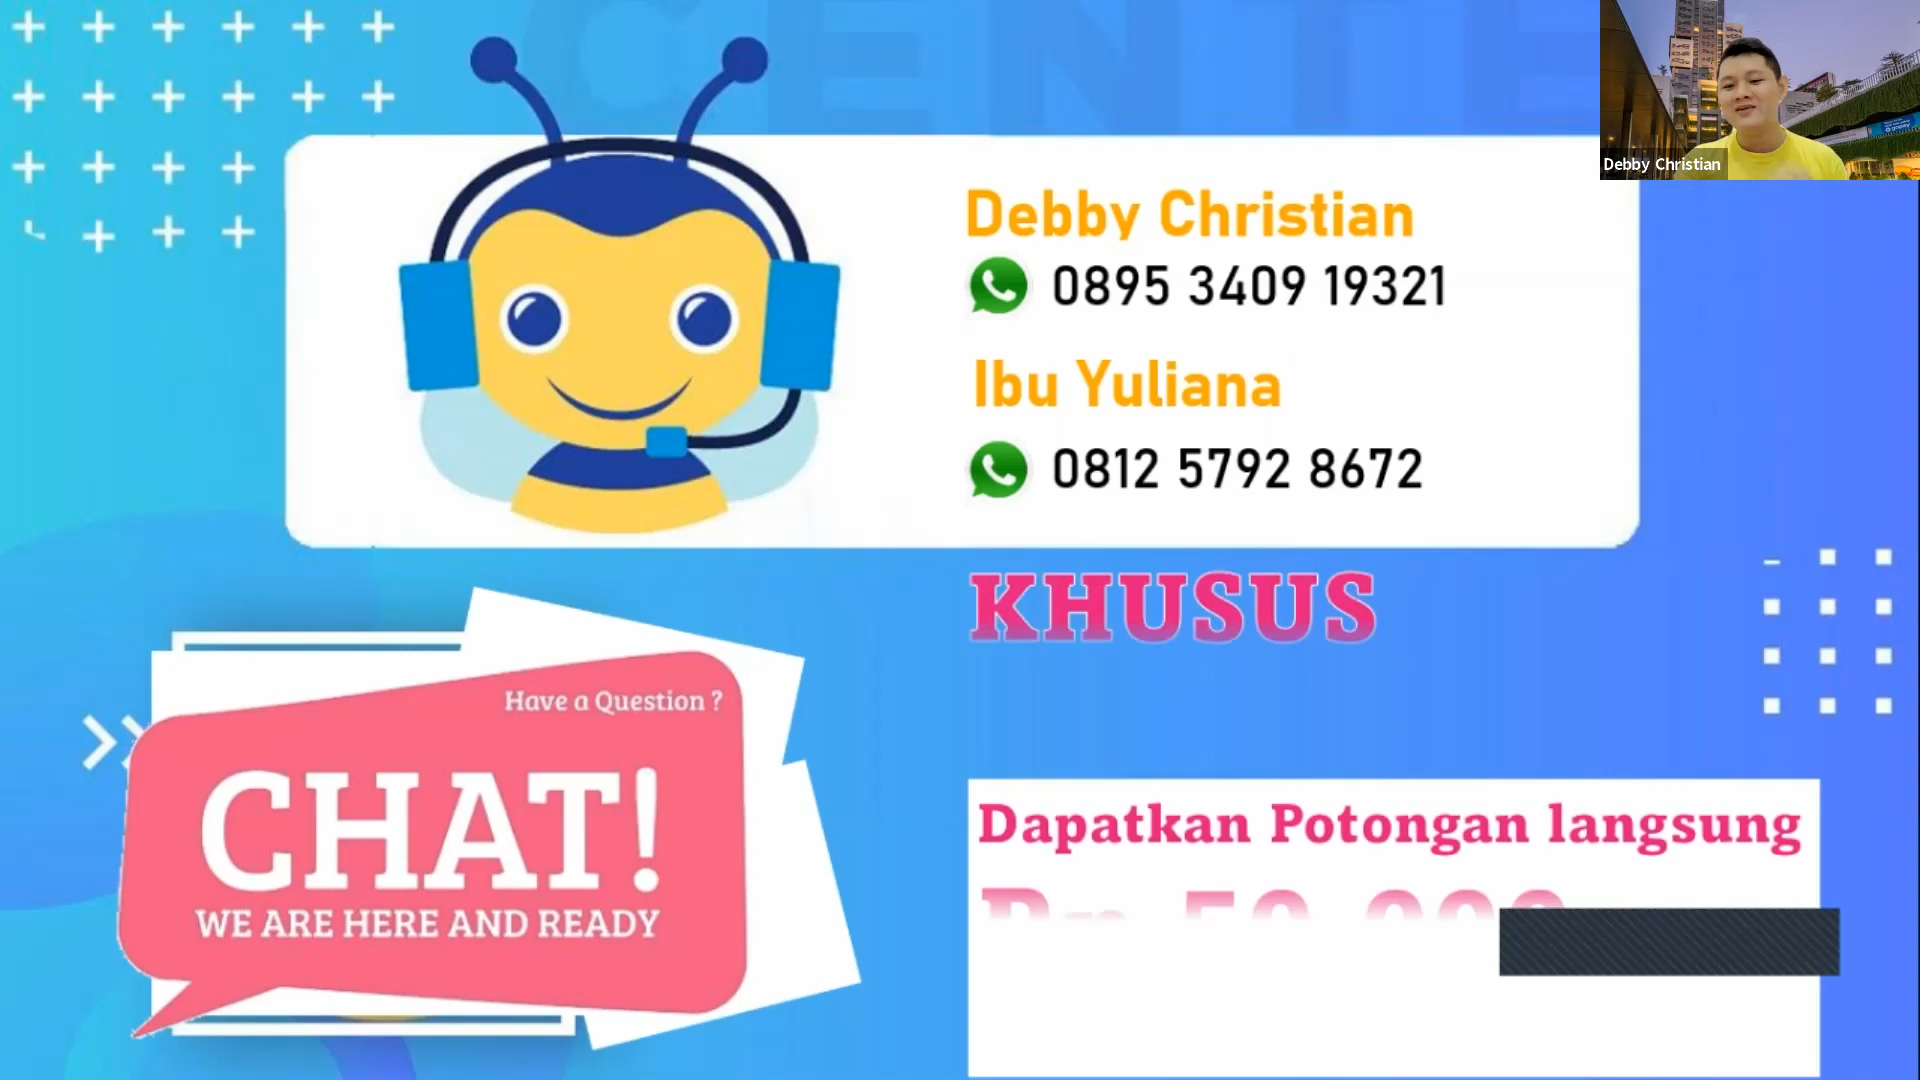 CENTE
Debby Christian
Debby Christian
0895 3409 19321
Ibu Yuliana
0812 5792 8672
KHUSUS
Have a Question ?
CHAT!
WE ARE HERE AND READY
Dapatkan Potongan langsung